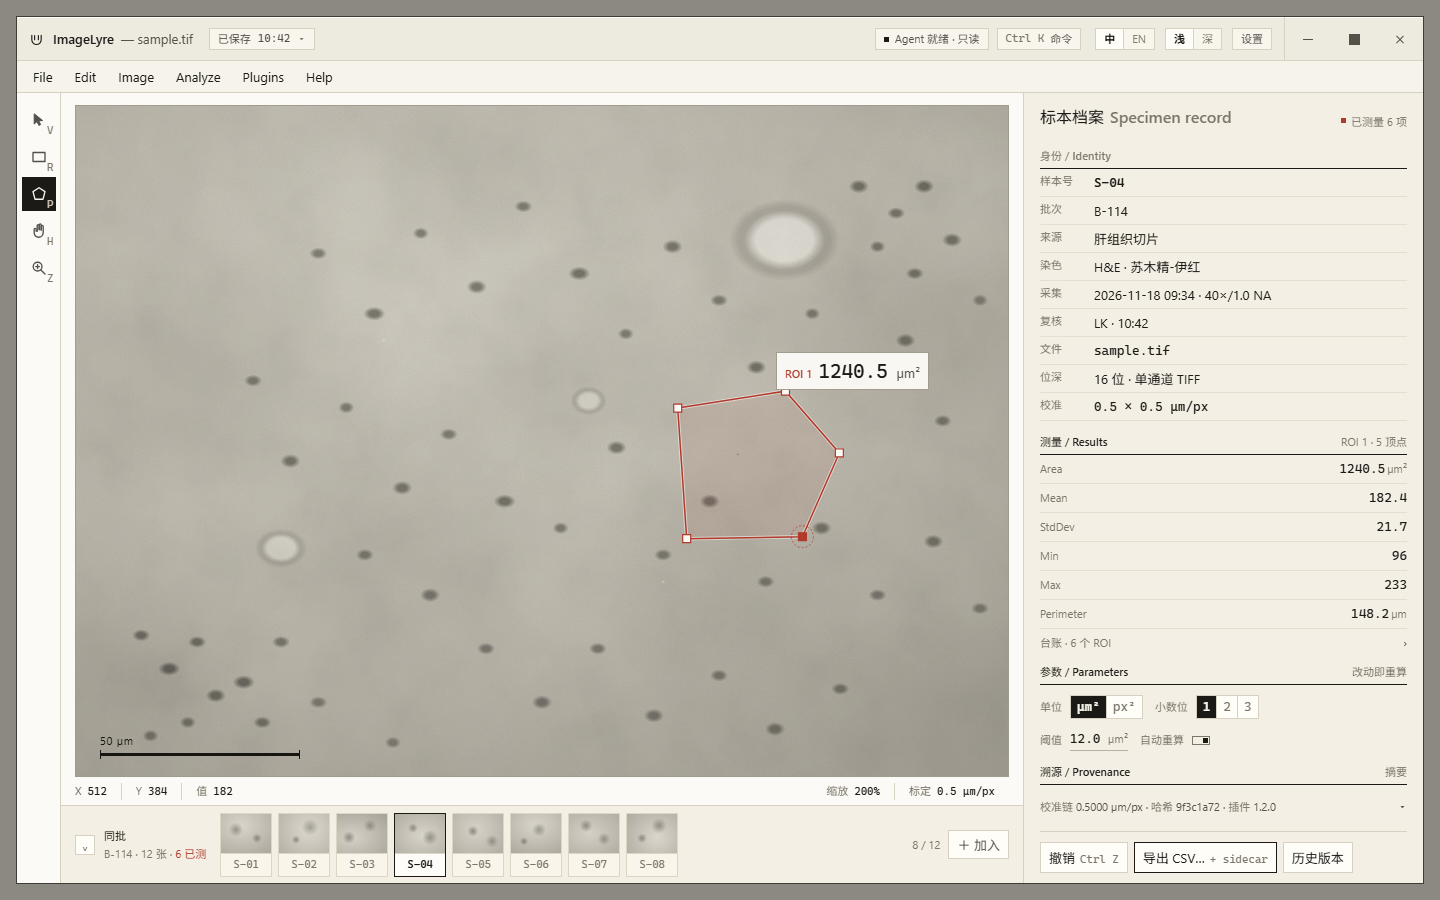 ImageLyre — sample.tif 已保存 10:42 Agent 就绪 · 只读 Ctrl K 命令 中 EN 浅 深 设置
File Edit Image Analyze Plugins Help
V
R
P
H
Z
ROI 1 1240.5 µm²
50 µm
X 512 Y 384 值 182 缩放 200% 标定 0.5 µm/px
同批
B-114 · 12 张 · 6 已测
S-01 S-02 S-03 S-04 S-05 S-06 S-07 S-08
8 / 12 + 加入
标本档案 Specimen record 已测量 6 项
身份 / Identity
样本号 S-04
批次 B-114
来源 肝组织切片
染色 H&E · 苏木精-伊红
采集 2026-11-18 09:34 · 40×/1.0 NA
复核 LK · 10:42
文件 sample.tif
位深 16 位 · 单通道 TIFF
校准 0.5 × 0.5 µm/px
测量 / Results ROI 1 · 5 顶点
Area 1240.5 µm²
Mean 182.4
StdDev 21.7
Min 96
Max 233
Perimeter 148.2 µm
台账 · 6 个 ROI ›
参数 / Parameters 改动即重算
单位 µm² px² 小数位 1 2 3
阈值 12.0 µm² 自动重算
溯源 / Provenance 摘要
校准链 0.5000 µm/px · 哈希 9f3c1a72 · 插件 1.2.0
撤销 Ctrl Z 导出 CSV... + sidecar 历史版本